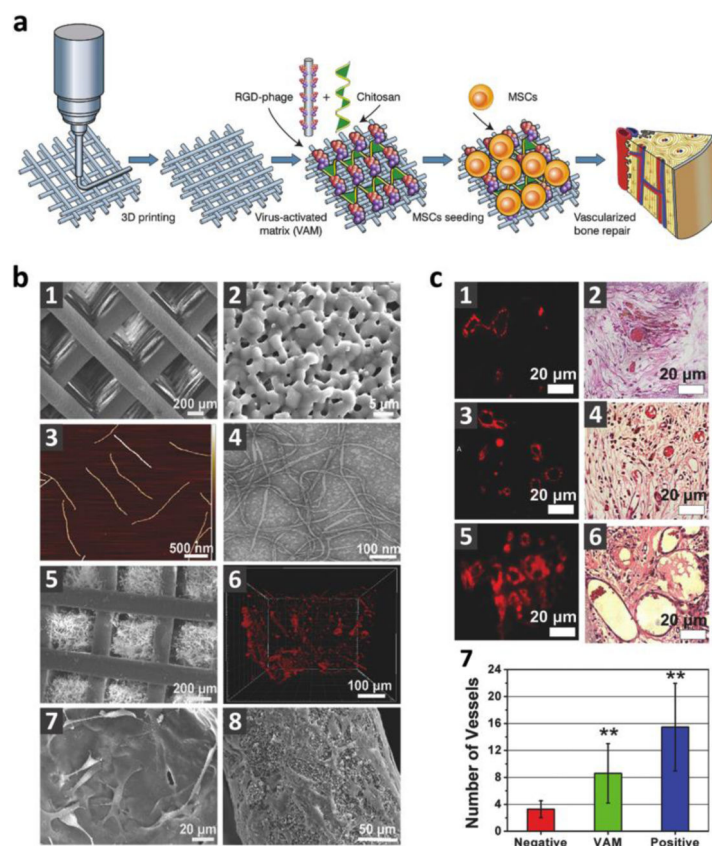 a
RGD-phage
+
Chitosan
MSCs
3D printing
Virus-activated
matrix (VAM)
MSCs seeding
Vascularized
bone repair
b
1
200 µm
2
5 µm
3
500 nm
4
100 nm
5
200 µm
6
100 µm
7
20 µm
8
50 µm
c
1
20 µm
2
20 µm
3
A
20 µm
4
20 µm
5
20 µm
6
20 µm
7
Number of Vessels
24
20
16
12
8
4
0
**
**
Negative
VAM
Positive